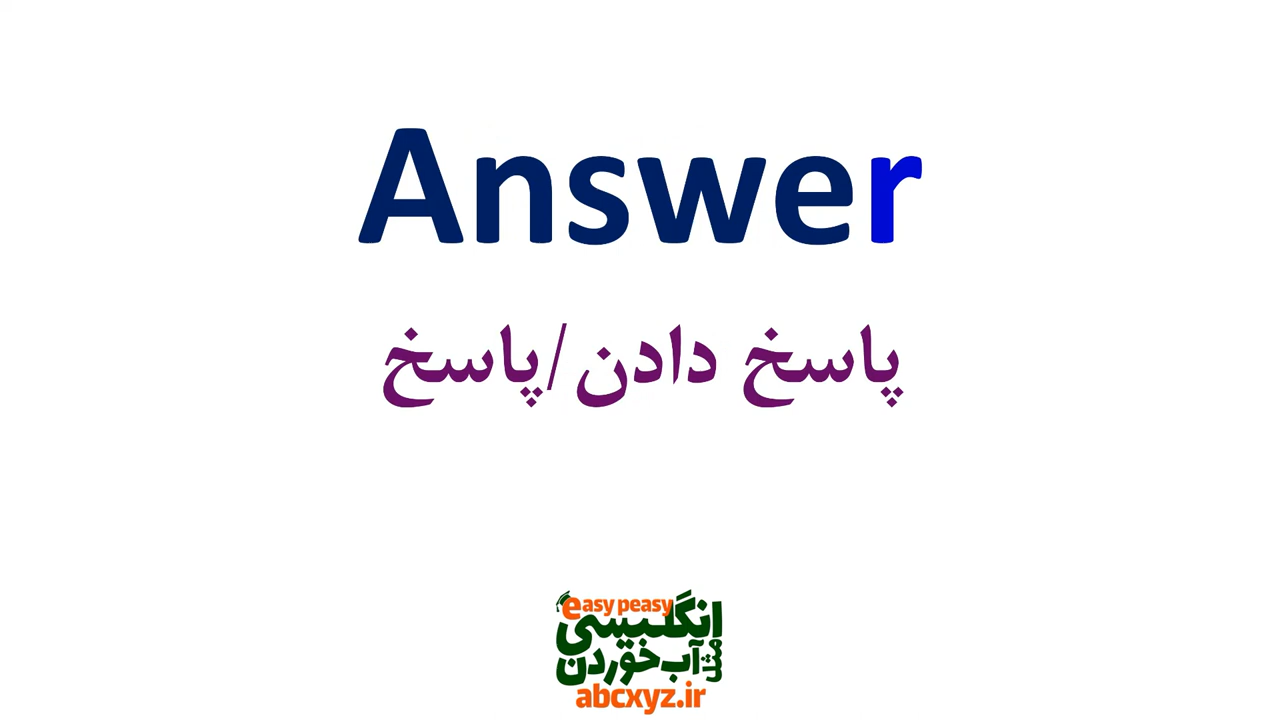 Answer
پاسخ دادن/پاسخ
easy peasy
انگلیسی
مثل آب خوردن
abcxyz.ir